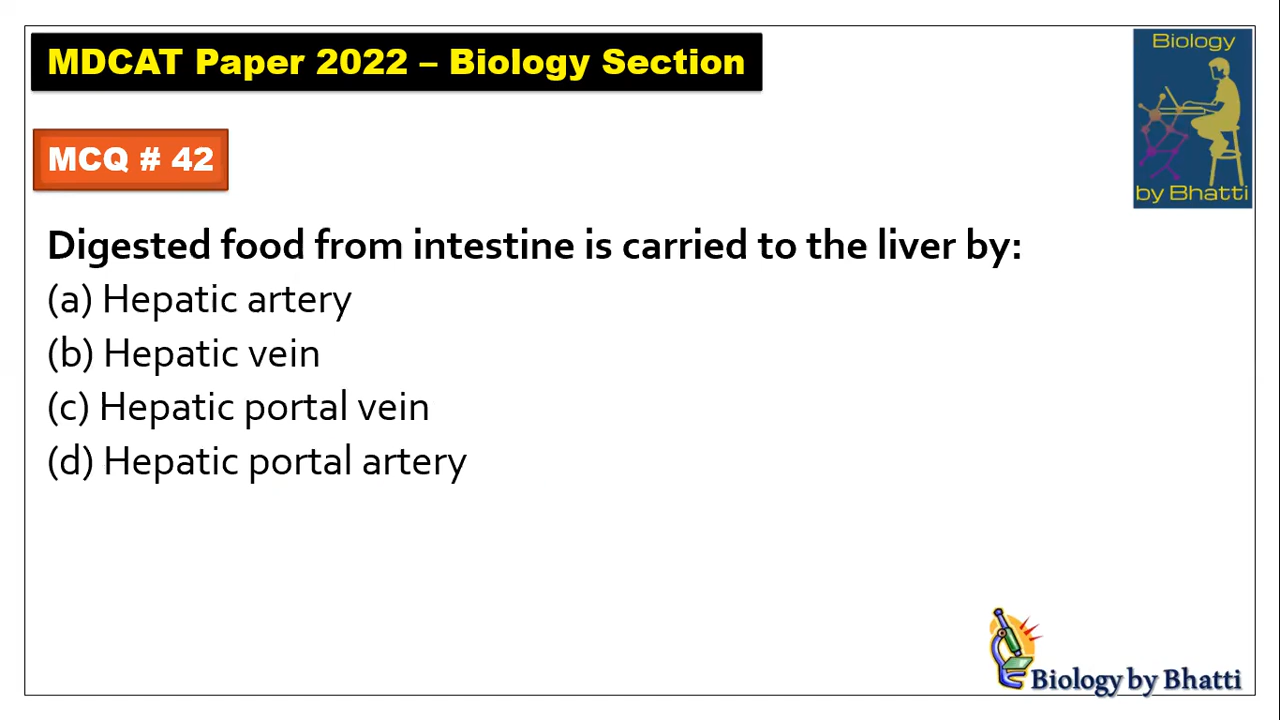 MDCAT Paper 2022 – Biology Section
Biology
by Bhatti
MCQ # 42
Digested food from intestine is carried to the liver by:
(a) Hepatic artery
(b) Hepatic vein
(c) Hepatic portal vein
(d) Hepatic portal artery
Biology by Bhatti